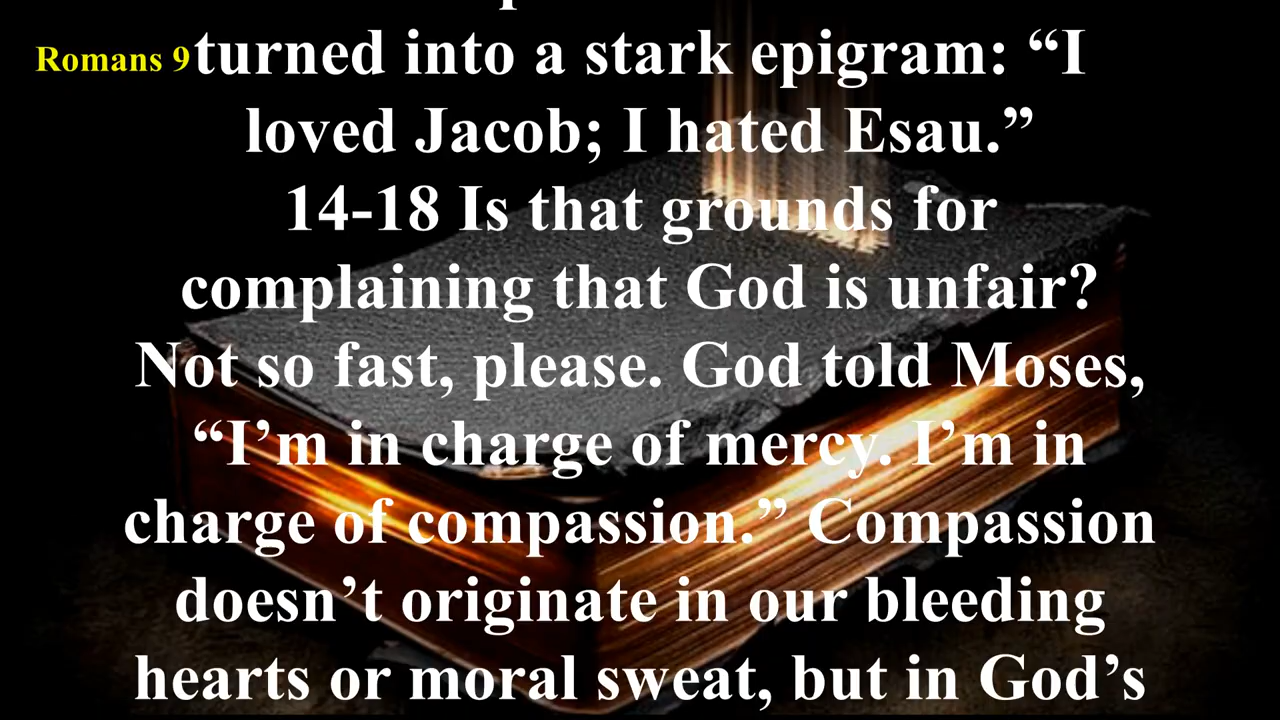 Romans 9
turned into a stark epigram: “I
loved Jacob; I hated Esau.”
14-18 Is that grounds for
complaining that God is unfair?
Not so fast, please. God told Moses,
“I’m in charge of mercy. I’m in
charge of compassion.” Compassion
doesn’t originate in our bleeding
hearts or moral sweat, but in God’s